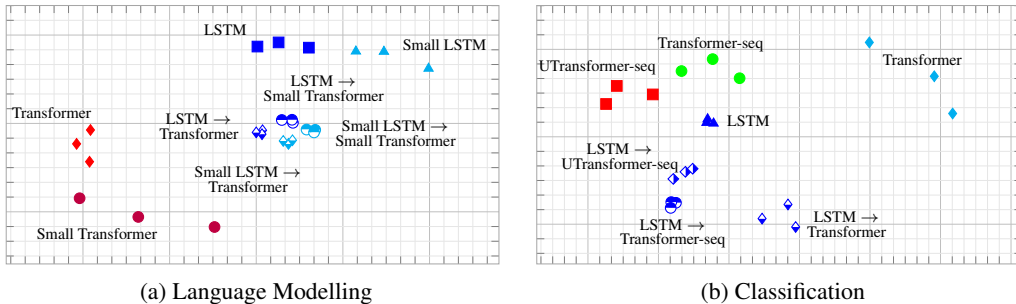 LSTM
Small LSTM
LSTM →
Small Transformer
Transformer
LSTM →
Transformer
Small LSTM →
Small Transformer
Small LSTM →
Transformer
Small Transformer
(a) Language Modelling
Transformer-seq
UTransformer-seq
Transformer
LSTM
LSTM →
UTransformer-seq
LSTM →
Transformer-seq
LSTM →
Transformer
(b) Classification